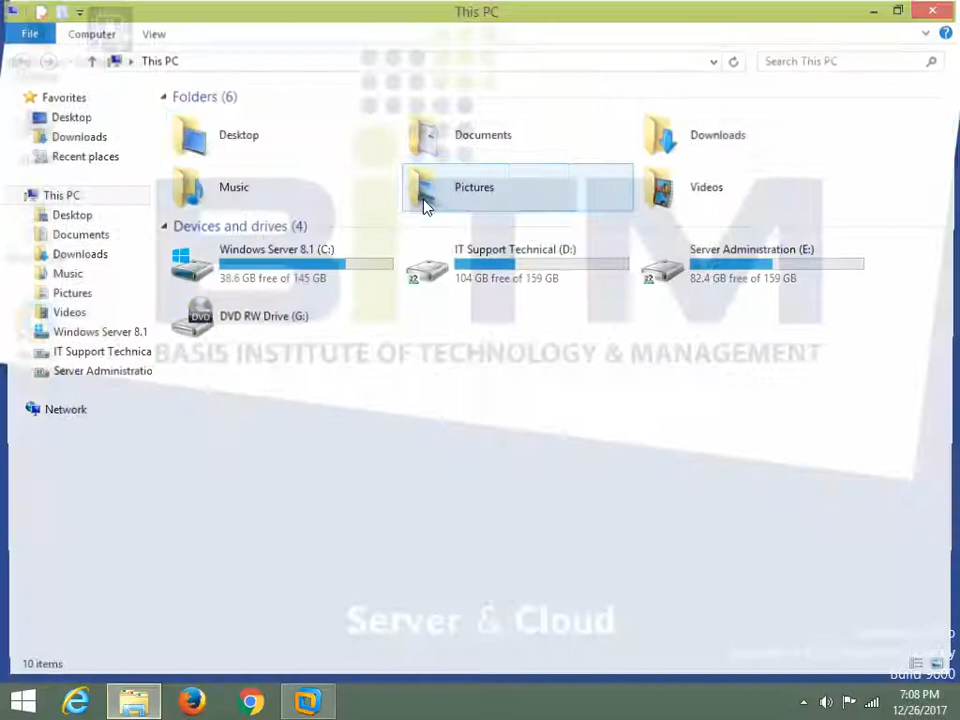 This PC
File
Computer
View
This PC
Search This PC
Favorites
Desktop
Downloads
Recent places
This PC
Desktop
Documents
Downloads
Music
Pictures
Videos
Windows Server 8.1
IT Support Technica
Server Administratio
Network
Folders (6)
Desktop
Documents
Downloads
Music
Pictures
Videos
Devices and drives (4)
Windows Server 8.1 (C:)
38.6 GB free of 145 GB
IT Support Technical (D:)
104 GB free of 159 GB
Server Administration (E:)
82.4 GB free of 159 GB
DVD
DVD RW Drive (G:)
BITM
BASIS INSTITUTE OF TECHNOLOGY & MANAGEMENT
Server & Cloud
10 items
Build 9600
7:08 PM
12/26/2017